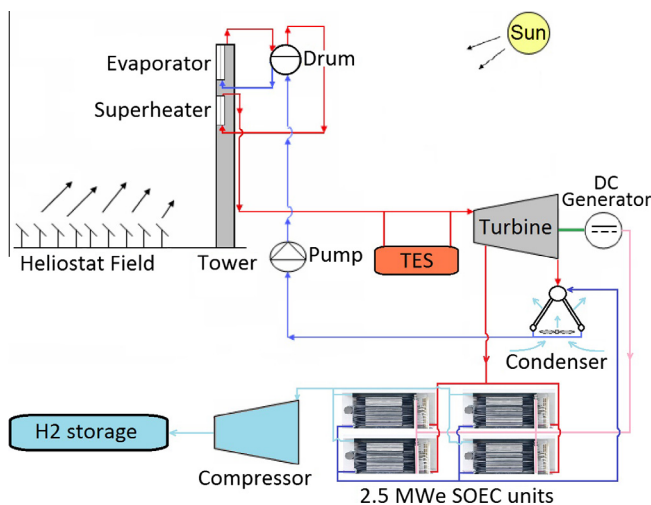 Sun
Evaporator
Drum
Superheater
DC
Generator
Turbine
Heliostat Field
Tower
Pump
TES
Condenser
H2 storage
Compressor
2.5 MWe SOEC units